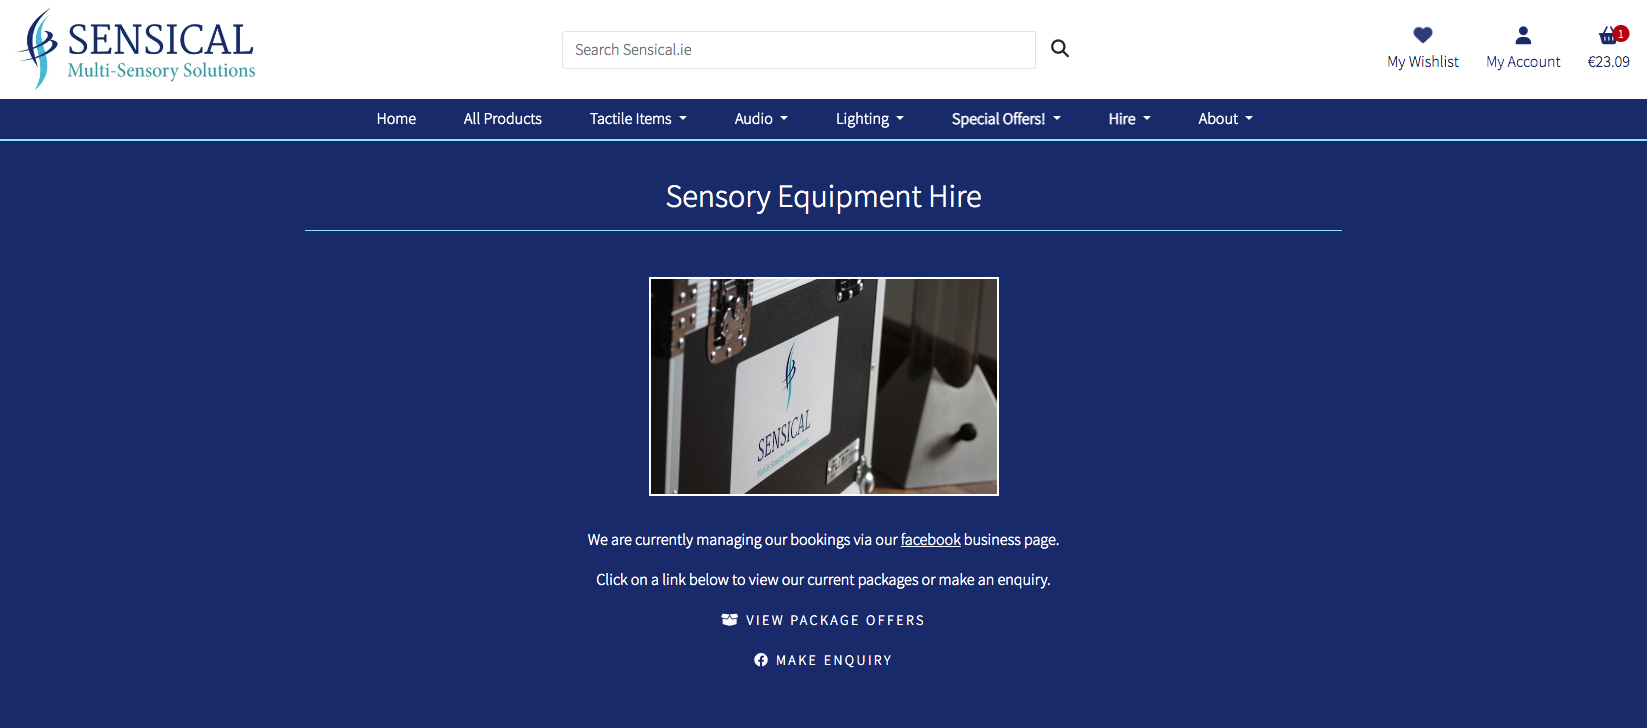 SENSICAL
Multi-Sensory Solutions
Search Sensical.ie
My Wishlist
My Account
1
€23.09
Home
All Products
Tactile Items
Audio
Lighting
Special Offers!
Hire
About
Sensory Equipment Hire
SENSICAL
We are currently managing our bookings via our facebook business page.
Click on a link below to view our current packages or make an enquiry.
VIEW PACKAGE OFFERS
MAKE ENQUIRY